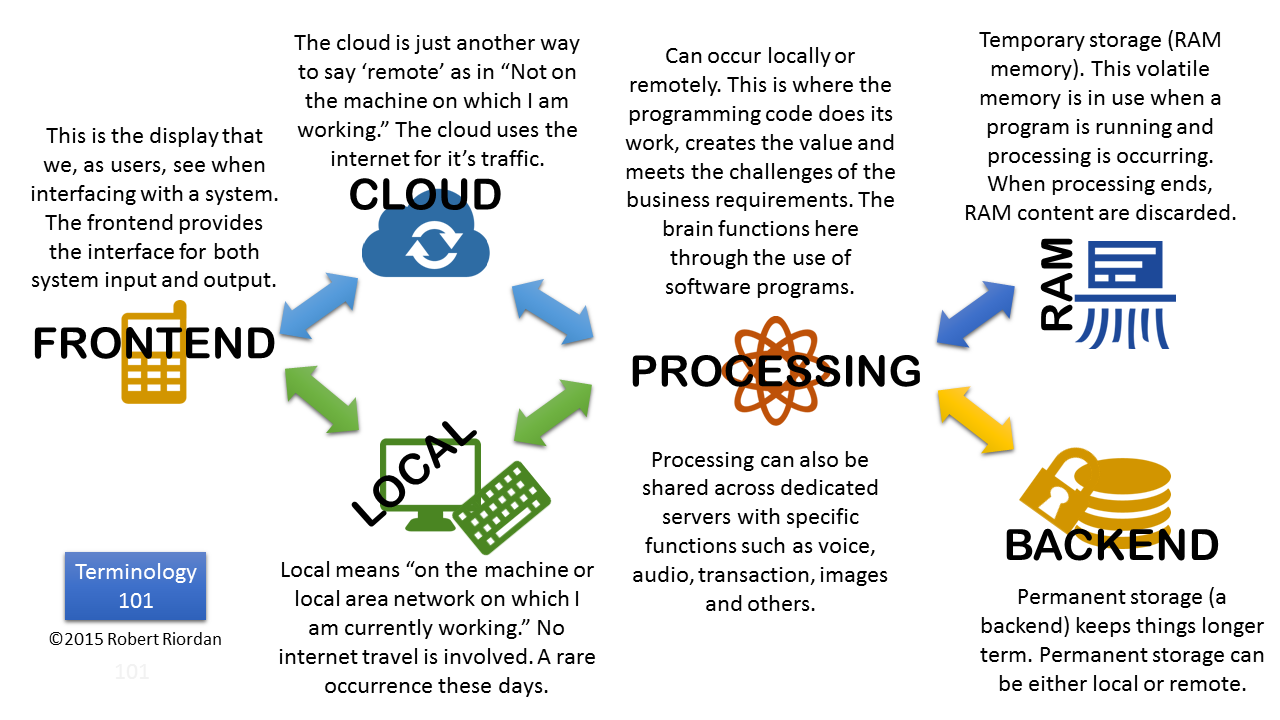 This is the display that
we, as users, see when
interfacing with a system.
The frontend provides
the interface for both
system input and output.
FRONTEND
The cloud is just another way
to say ‘remote’ as in “Not on
the machine on which I am
working.” The cloud uses the
internet for it’s traffic.
CLOUD
LOCAL
Local means “on the machine or
local area network on which I
am currently working.” No
internet travel is involved. A rare
occurrence these days.
Can occur locally or
remotely. This is where the
programming code does its
work, creates the value and
meets the challenges of the
business requirements. The
brain functions here
through the use of
software programs.
PROCESSING
Processing can also be
shared across dedicated
servers with specific
functions such as voice,
audio, transaction, images
and others.
Temporary storage (RAM
memory). This volatile
memory is in use when a
program is running and
processing is occurring.
When processing ends,
RAM content are discarded.
RAM
BACKEND
Permanent storage (a
backend) keeps things longer
term. Permanent storage can
be either local or remote.
Terminology
101
©2015 Robert Riordan
101